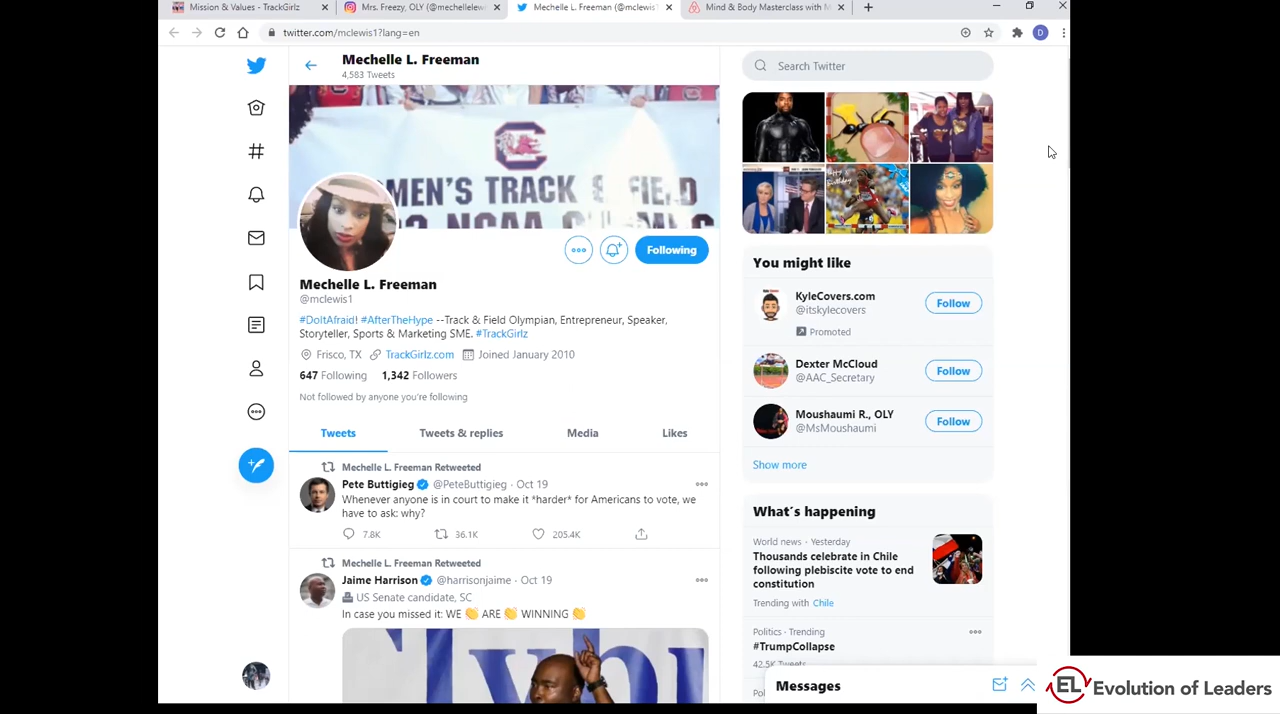 Mission & Values - TrackGirlz
Mrs. Freezy, OLY (@mechellelew
Mechelle L. Freeman (@mclewis1
Mind & Body Masterclass with M
twitter.com/mclewis1?lang=en
D
Mechelle L. Freeman
4,583 Tweets
MEN'S TRACK & FIELD
NCAA
Following
Mechelle L. Freeman
@mclewis1
#DoItAfraid! #AfterTheHype --Track & Field Olympian, Entrepreneur, Speaker,
Storyteller, Sports & Marketing SME. #TrackGirlz
Frisco, TX TrackGirlz.com Joined January 2010
647 Following 1,342 Followers
Not followed by anyone you're following
Tweets Tweets & replies Media Likes
Mechelle L. Freeman Retweeted
Pete Buttigieg @PeteButtigieg · Oct 19
Whenever anyone is in court to make it *harder* for Americans to vote, we
have to ask: why?
7.8K 36.1K 205.4K
Mechelle L. Freeman Retweeted
Jaime Harrison @harrisonjaime · Oct 19
US Senate candidate, SC
In case you missed it: WE 👏 ARE 👏 WINNING 👏
Search Twitter
You might like
KyleCovers.com
@itskylecovers
Follow
Promoted
Dexter McCloud
@AAC_Secretary
Follow
Moushaumi R., OLY
@MsMoushaumi
Follow
Show more
What's happening
World news · Yesterday
Thousands celebrate in Chile
following plebiscite vote to end
constitution
Trending with Chile
Politics · Trending
#TrumpCollapse
42.5K Tweets
Pol
Messages
EL Evolution of Leaders